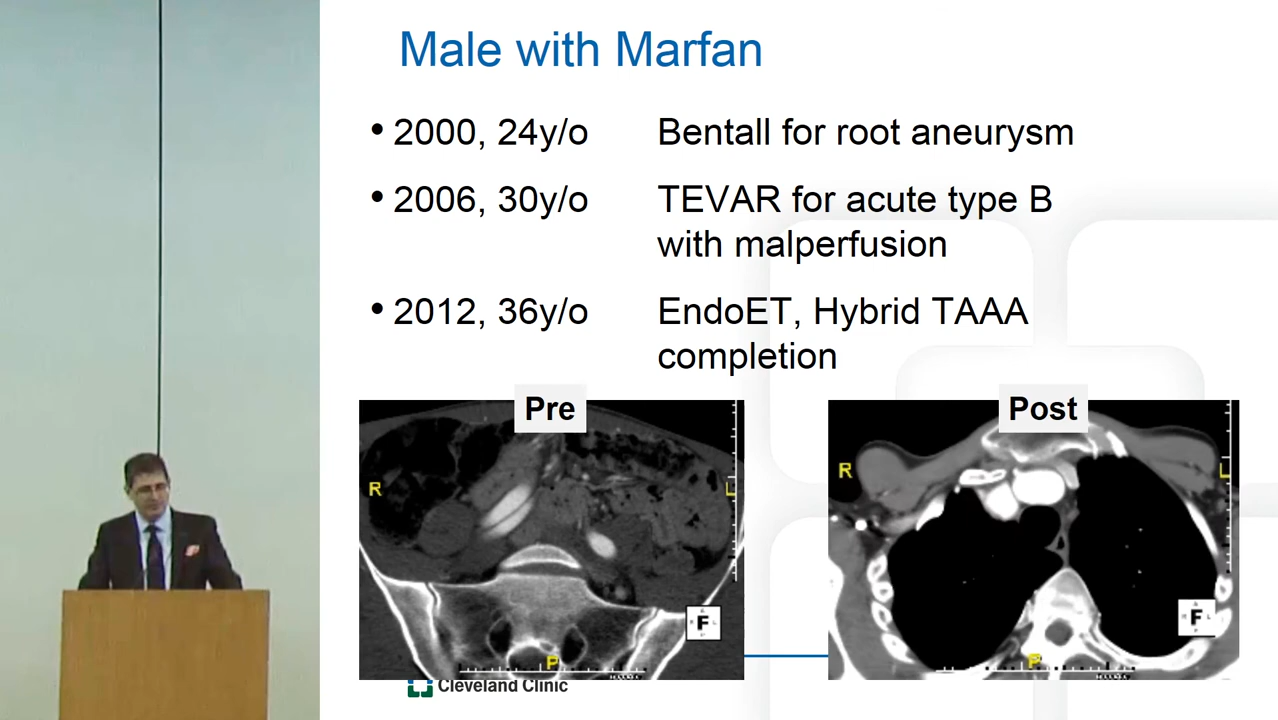 Male with Marfan
• 2000, 24y/o Bentall for root aneurysm
• 2006, 30y/o TEVAR for acute type B
with malperfusion
• 2012, 36y/o EndoET, Hybrid TAAA
completion
Pre
Post
R
L
R
L
F
F
P
P
Cleveland Clinic